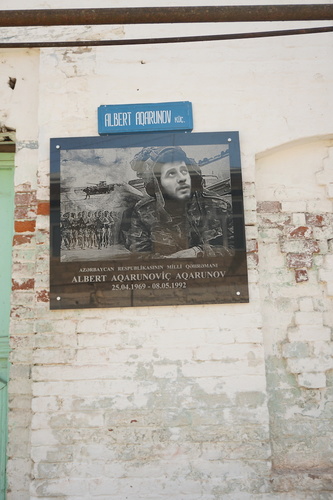 ALBERT AQARUNOV KÜÇ.
AZƏRBAYCAN RESPUBLİKASININ MİLLİ QƏHRƏMANI
ALBERT AQARUNOVİÇ AQARUNOV
25.04.1969 - 08.05.1992